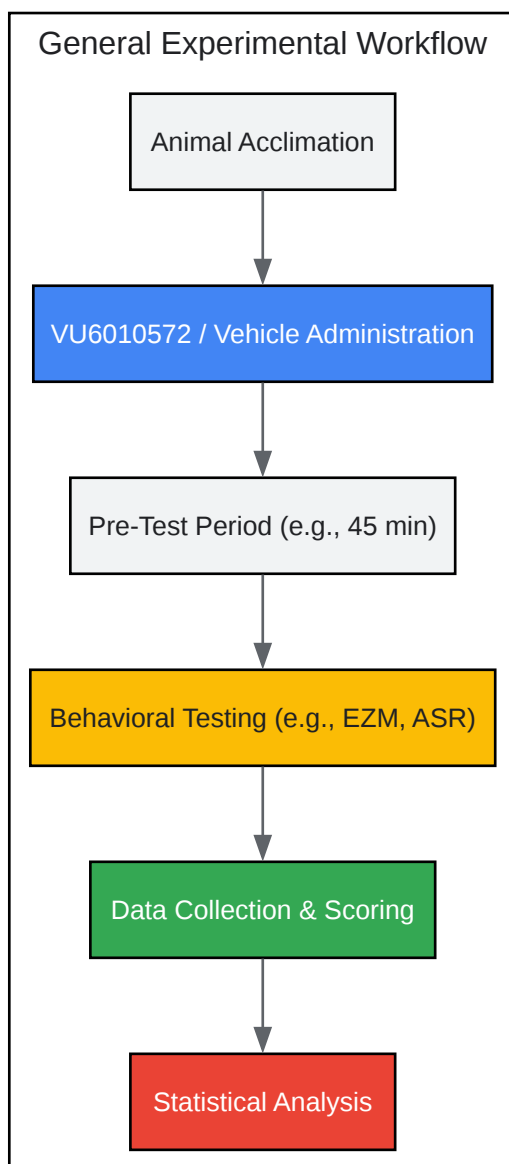 General Experimental Workflow
Animal Acclimation
VU6010572 / Vehicle Administration
Pre-Test Period (e.g., 45 min)
Behavioral Testing (e.g., EZM, ASR)
Data Collection & Scoring
Statistical Analysis